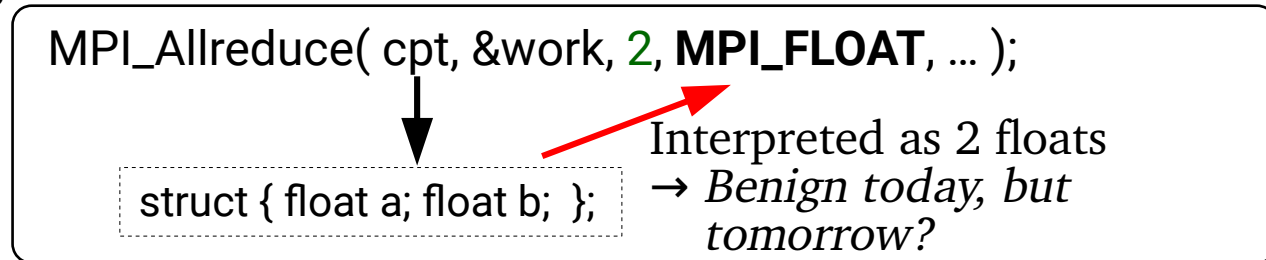 MPI_Allreduce( cpt, &work, 2, MPI_FLOAT, ... );
Interpreted as 2 floats
struct { float a; float b;  };
→ Benign today, but
tomorrow?